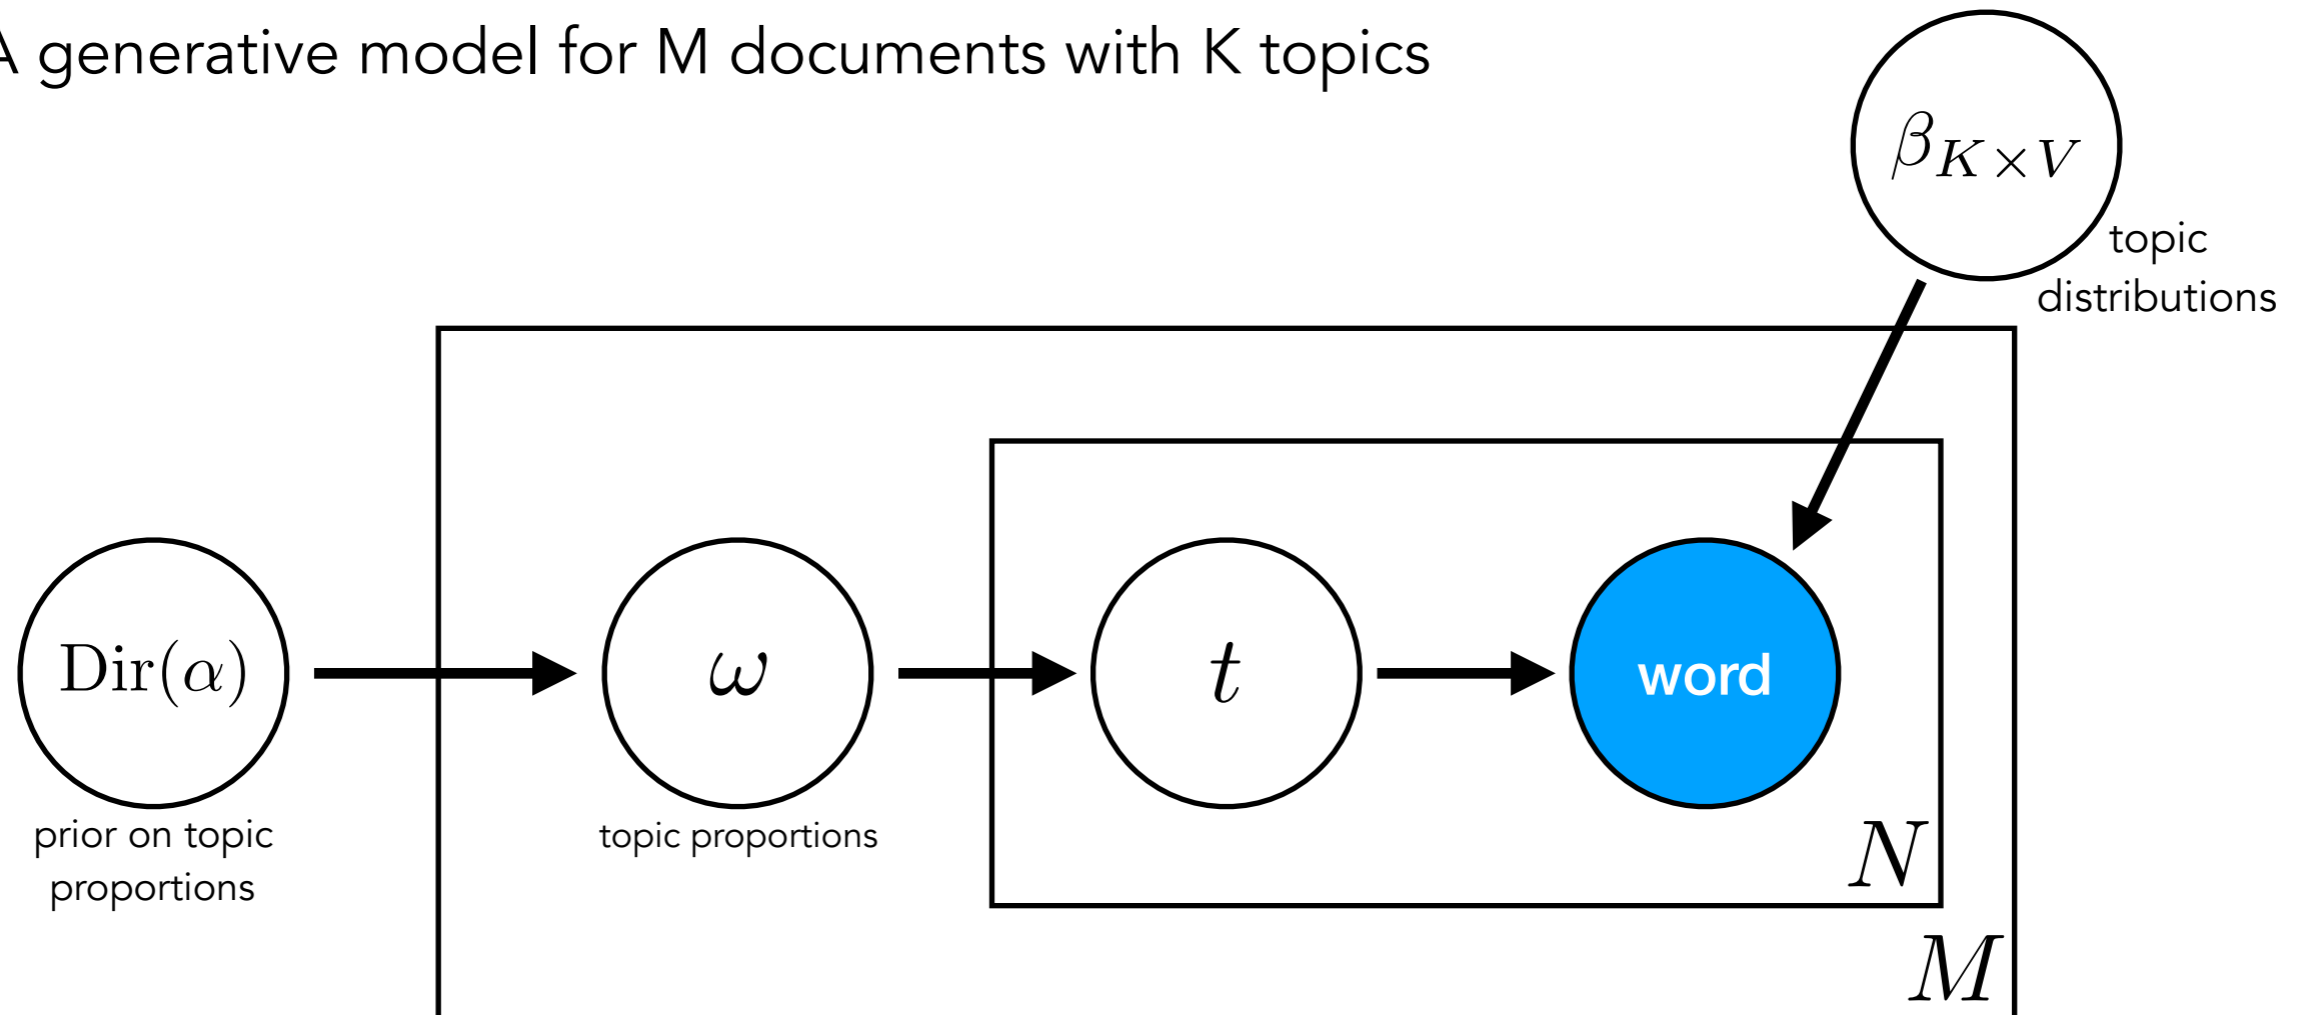 A generative model for M documents with K topics
β_{K×V}
topic
distributions
Dir(α)
ω
t
word
prior on topic
proportions
topic proportions
N
M